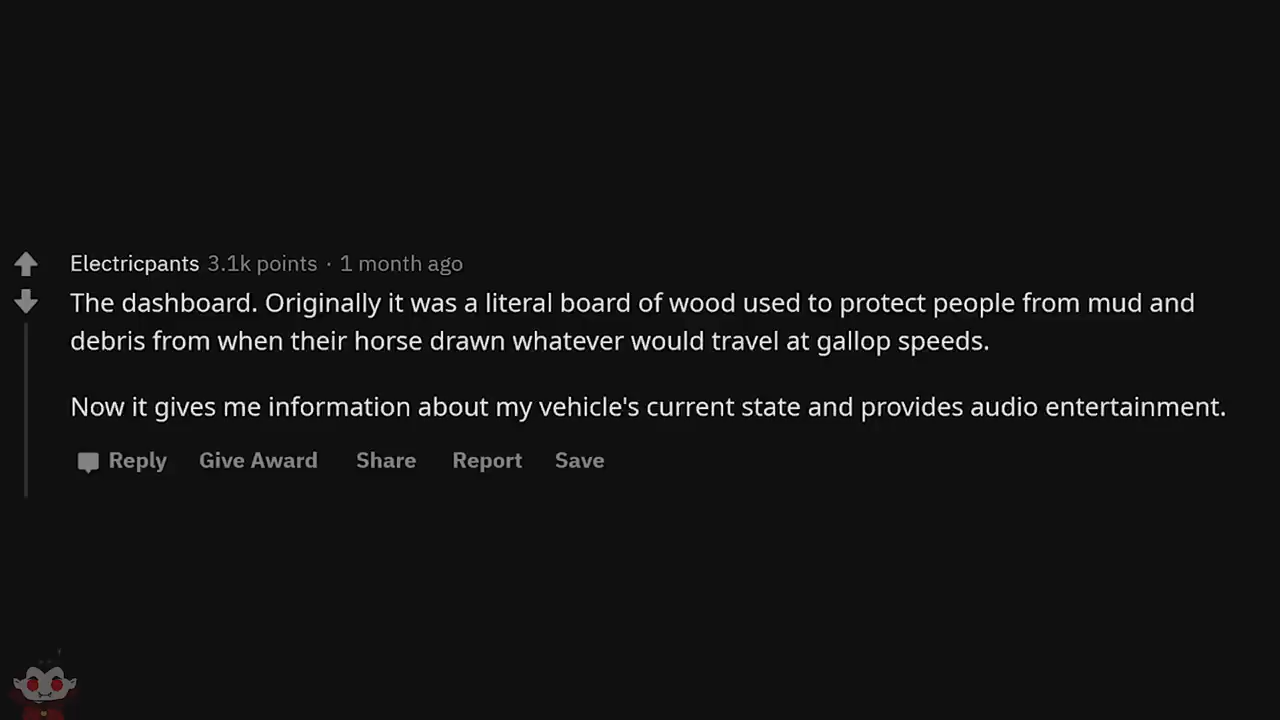 Electricpants 3.1k points · 1 month ago
The dashboard. Originally it was a literal board of wood used to protect people from mud and
debris from when their horse drawn whatever would travel at gallop speeds.
Now it gives me information about my vehicle's current state and provides audio entertainment.
Reply Give Award Share Report Save